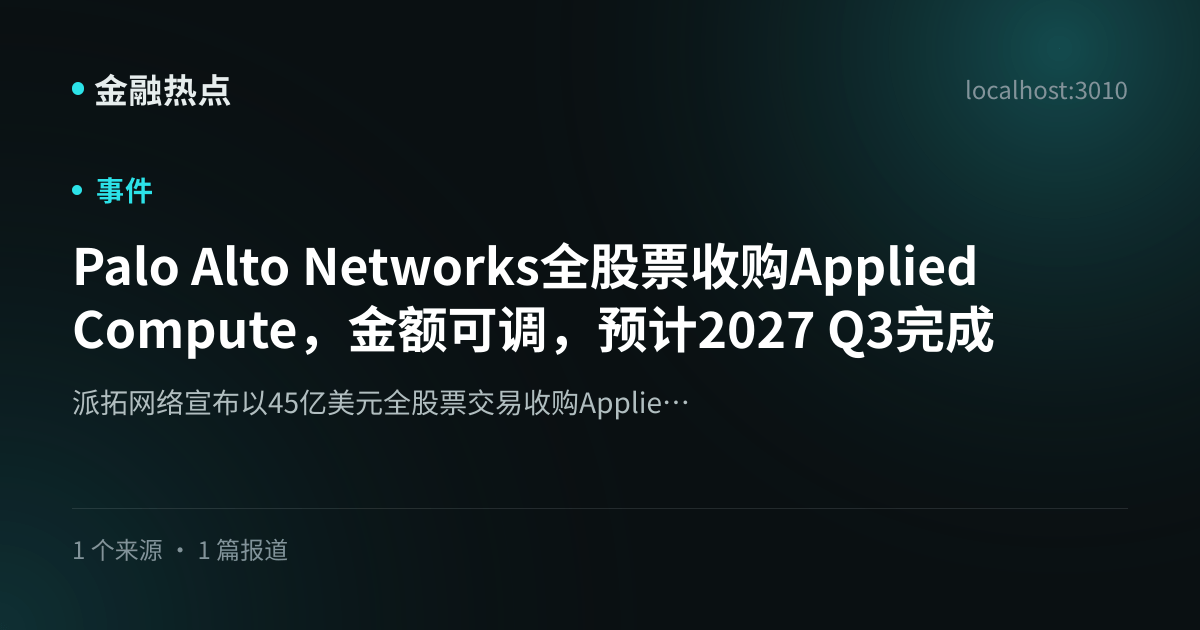 金融热点
localhost:3010
事件
Palo Alto Networks全股票收购Applied
Compute，金额可调，预计2027 Q3完成
派拓网络宣布以45亿美元全股票交易收购Applie…
1 个来源 · 1 篇报道